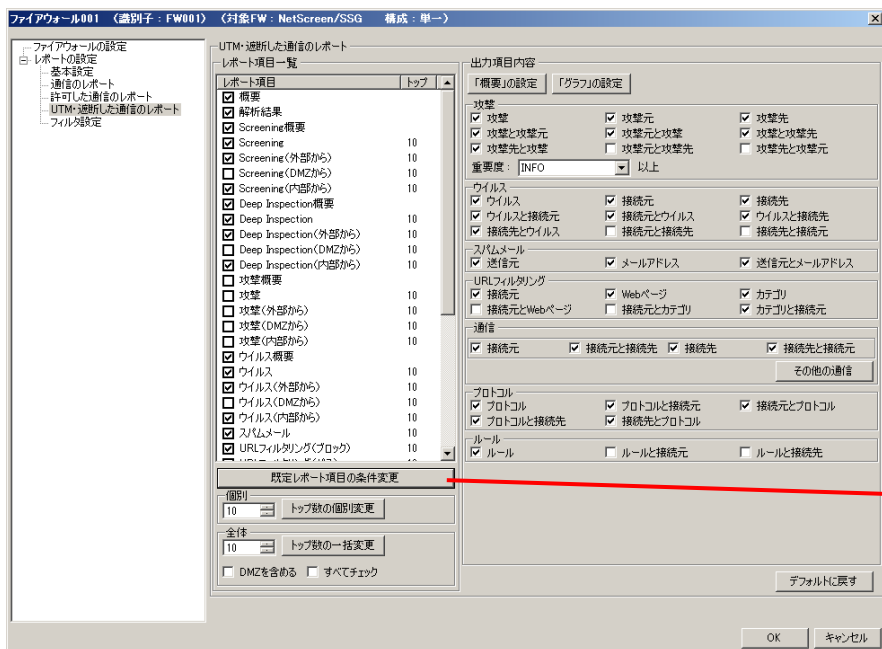 ファイアウォール001 （識別子：FW001） （対象FW：NetScreen/SSG 構成：単一）
ファイアウォールの設定
レポートの設定
基本設定
通信のレポート
許可した通信のレポート
UTM・遮断した通信のレポート
フィルタ設定
UTM・遮断した通信のレポート
レポート項目一覧
レポート項目 トップ
概要
解析結果
Screening概要
Screening 10
Screening（外部から） 10
Screening（DMZから） 10
Screening（内部から） 10
Deep Inspection概要
Deep Inspection 10
Deep Inspection（外部から） 10
Deep Inspection（DMZから） 10
Deep Inspection（内部から） 10
攻撃概要
攻撃 10
攻撃（外部から） 10
攻撃（DMZから） 10
攻撃（内部から） 10
ウイルス概要
ウイルス 10
ウイルス（外部から） 10
ウイルス（DMZから） 10
ウイルス（内部から） 10
スパムメール 10
URLフィルタリング（ブロック） 10
既定レポート項目の条件変更
個別
10 トップ数の個別変更
全体
10 トップ数の一括変更
DMZを含める すべてチェック
出力項目内容
「概要」の設定 「グラフ」の設定
攻撃
攻撃 攻撃元 攻撃先
攻撃と攻撃元 攻撃元と攻撃 攻撃と攻撃先
攻撃先と攻撃 攻撃元と攻撃先 攻撃先と攻撃元
重要度： INFO 以上
ウイルス
ウイルス 接続元 接続先
ウイルスと接続元 接続元とウイルス ウイルスと接続先
接続先とウイルス 接続元と接続先 接続先と接続元
スパムメール
送信元 メールアドレス 送信元とメールアドレス
URLフィルタリング
接続元 Webページ カテゴリ
接続元とWebページ 接続元とカテゴリ カテゴリと接続元
通信
接続元 接続元と接続先 接続先 接続先と接続元
その他の通信
プロトコル
プロトコル プロトコルと接続元 接続元とプロトコル
プロトコルと接続先 接続先とプロトコル
ルール
ルール ルールと接続元 ルールと接続先
デフォルトに戻す
OK キャンセル